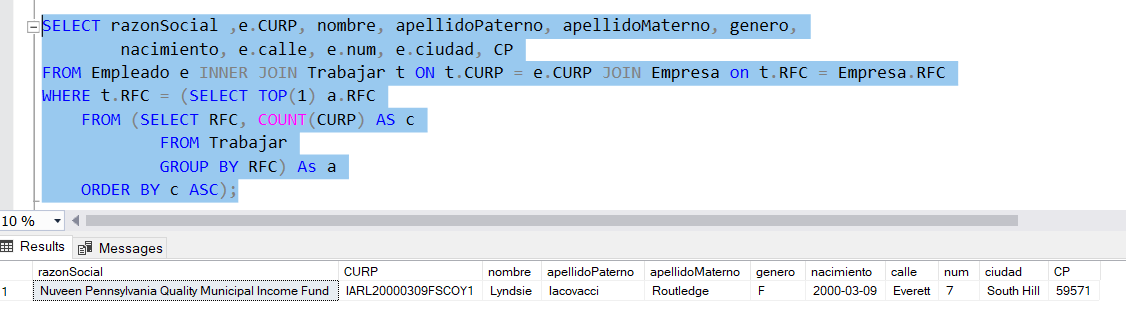 SELECT razonSocial ,e.CURP, nombre, apellidoPaterno, apellidoMaterno, genero,
nacimiento, e.calle, e.num, e.ciudad, CP
FROM Empleado e INNER JOIN Trabajar t ON t.CURP = e.CURP JOIN Empresa on t.RFC = Empresa.RFC
WHERE t.RFC = (SELECT TOP(1) a.RFC
FROM (SELECT RFC, COUNT(CURP) AS c
FROM Trabajar
GROUP BY RFC) As a
ORDER BY c ASC);
10 %
Results Messages
razonSocial CURP nombre apellidoPaterno apellidoMaterno genero nacimiento calle num ciudad CP
1 Nuveen Pennsylvania Quality Municipal Income Fund IARL20000309FSCOY1 Lyndsie Iacovacci Routledge F 2000-03-09 Everett 7 South Hill 59571